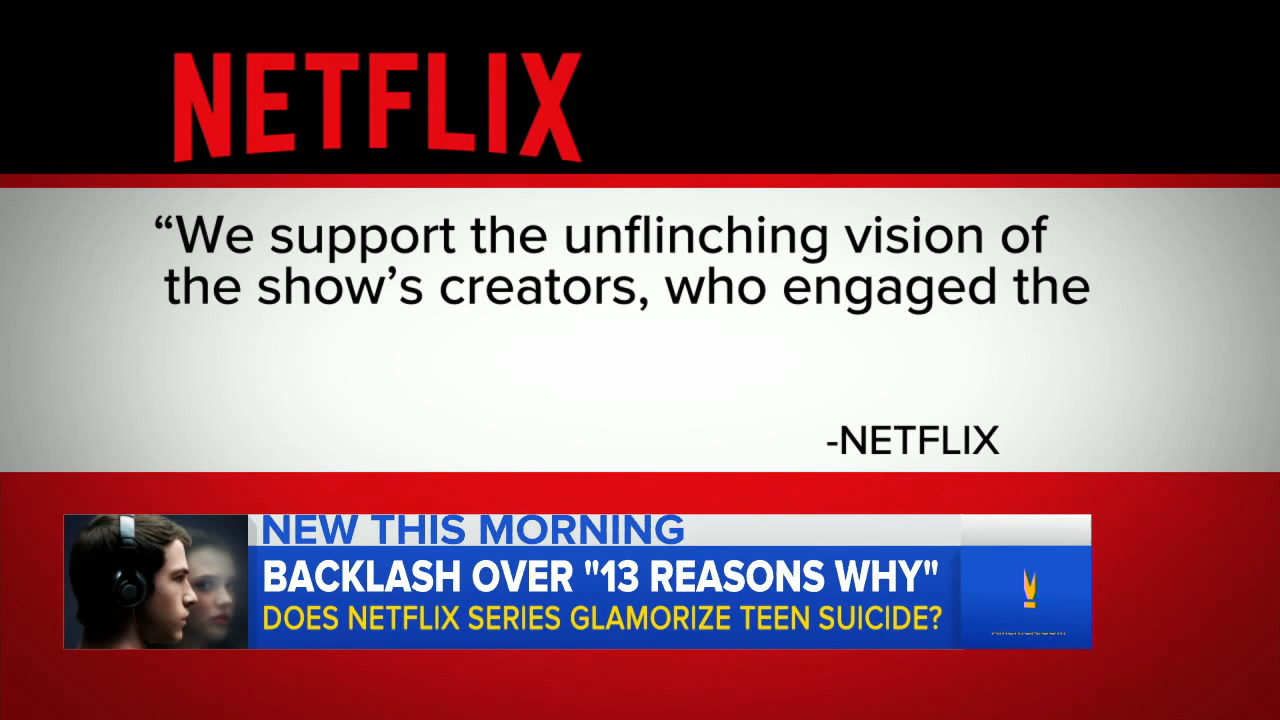 NETFLIX
“We support the unflinching vision of
the show’s creators, who engaged the
-NETFLIX
NEW THIS MORNING
BACKLASH OVER "13 REASONS WHY"
DOES NETFLIX SERIES GLAMORIZE TEEN SUICIDE?